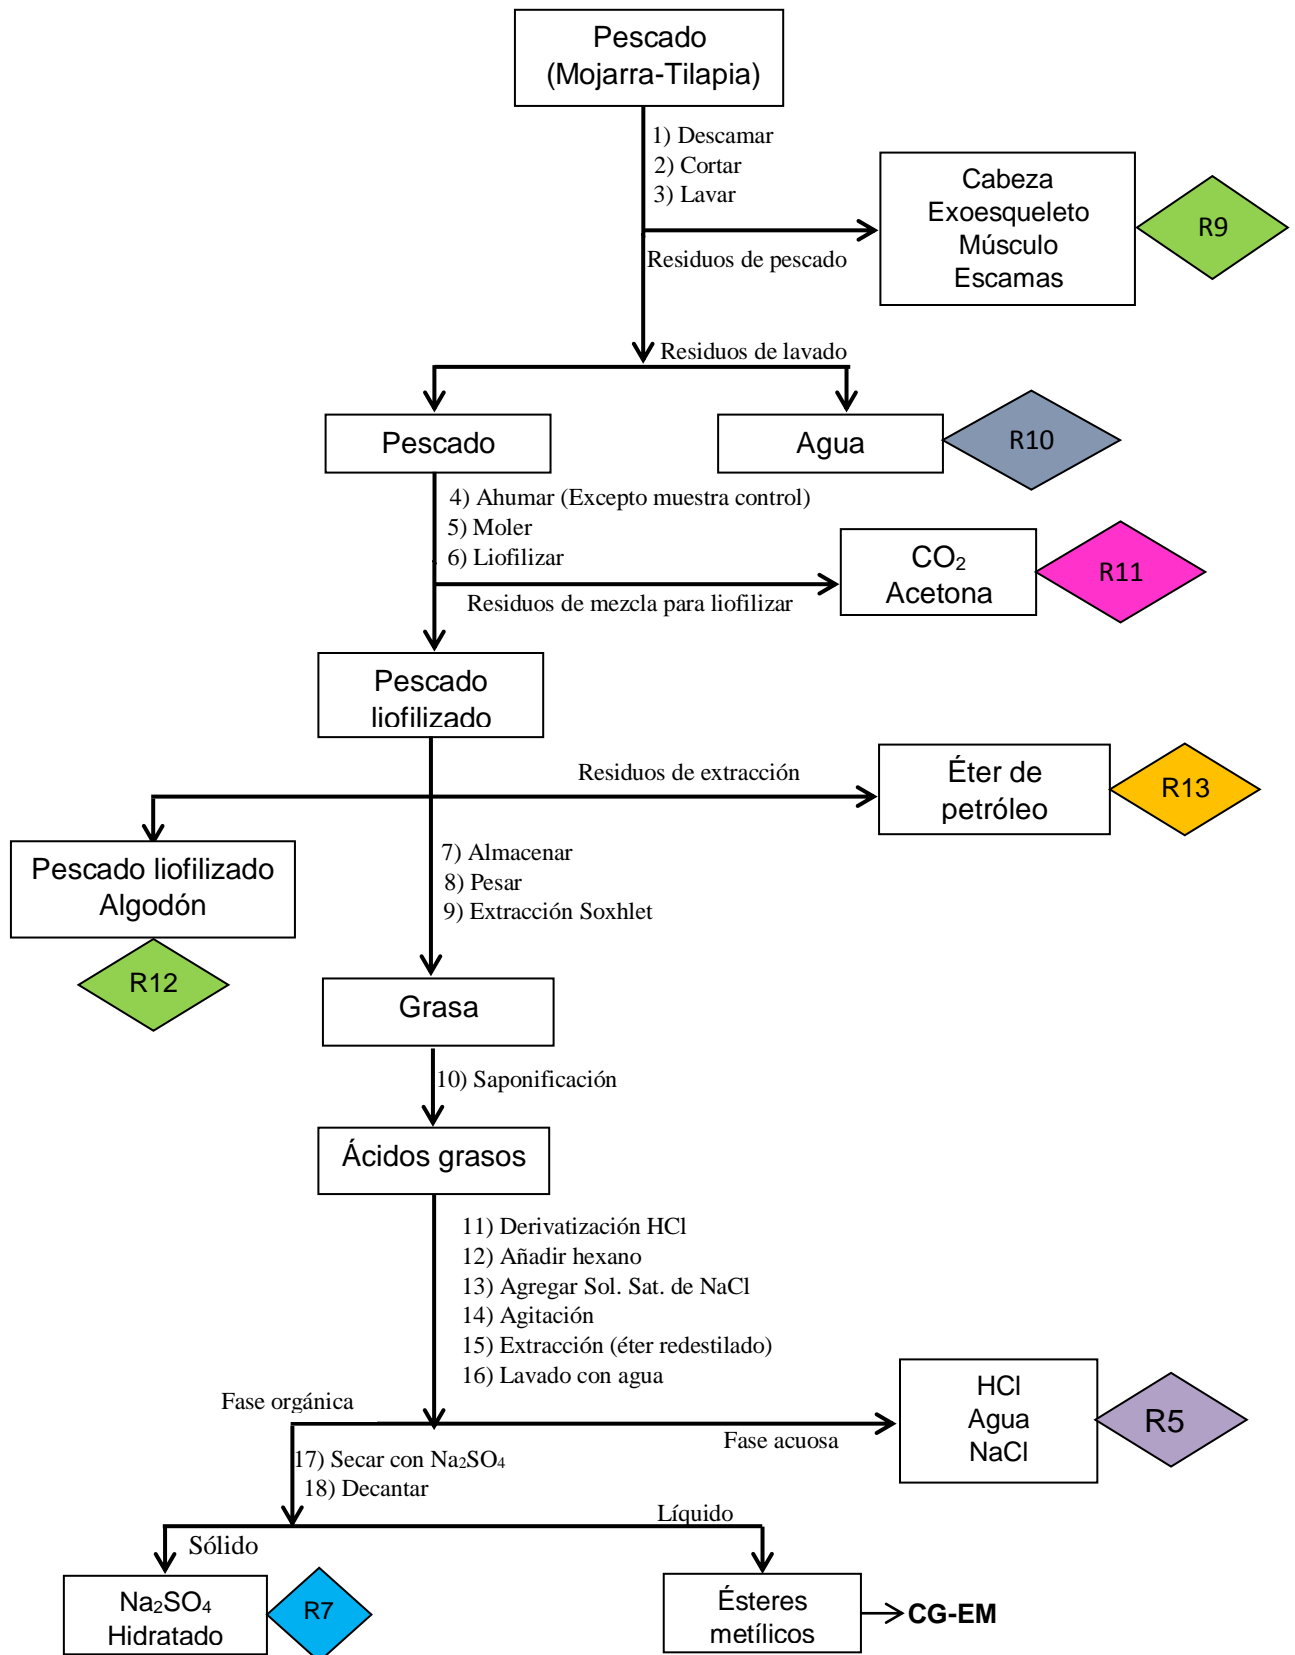 Pescado
(Mojarra-Tilapia)
1) Descamar
2) Cortar
3) Lavar
Cabeza
Exoesqueleto
Músculo
Escamas
R9
Residuos de pescado
Residuos de lavado
Pescado
Agua
R10
4) Ahumar (Excepto muestra control)
5) Moler
6) Liofilizar
CO₂
Acetona
R11
Residuos de mezcla para liofilizar
Pescado
liofilizado
Residuos de extracción
Éter de
petróleo
R13
Pescado liofilizado
Algodón
R12
7) Almacenar
8) Pesar
9) Extracción Soxhlet
Grasa
10) Saponificación
Ácidos grasos
11) Derivatización HCl
12) Añadir hexano
13) Agregar Sol. Sat. de NaCl
14) Agitación
15) Extracción (éter redestilado)
16) Lavado con agua
Fase orgánica
Fase acuosa
HCl
Agua
NaCl
R5
17) Secar con Na₂SO₄
18) Decantar
Sólido
Líquido
Na₂SO₄
Hidratado
R7
Ésteres
metílicos
CG-EM